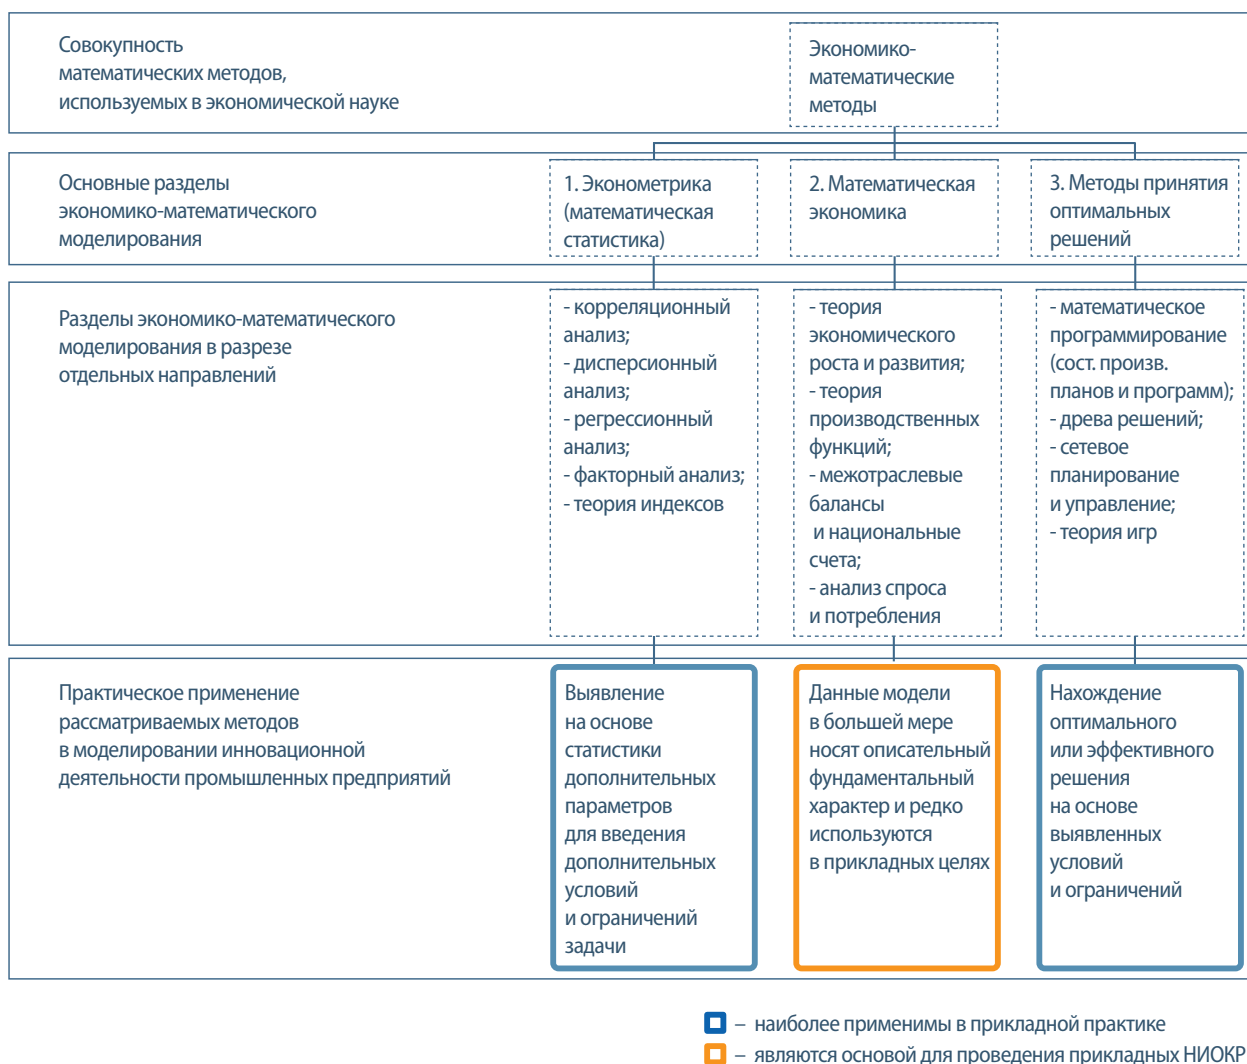 Совокупность
математических методов,
используемых в экономической науке
Экономико-
математические
методы
Основные разделы
экономико-математического
моделирования
1. Эконометрика
(математическая
статистика)
2. Математическая
экономика
3. Методы принятия
оптимальных
решений
Разделы экономико-математического
моделирования в разрезе
отдельных направлений
- корреляционный
анализ;
- дисперсионный
анализ;
- регрессионный
анализ;
- факторный анализ;
- теория индексов
- теория
экономического
роста и развития;
- теория
производственных
функций;
- межотраслевые
балансы
и национальные
счета;
- анализ спроса
и потребления
- математическое
программирование
(сост. произв.
планов и программ);
- древа решений;
- сетевое
планирование
и управление;
- теория игр
Практическое применение
рассматриваемых методов
в моделировании инновационной
деятельности промышленных предприятий
Выявление
на основе
статистики
дополнительных
параметров
для введения
дополнительных
условий
и ограничений
задачи
Данные модели
в большей мере
носят описательный
фундаментальный
характер и редко
используются
в прикладных целях
Нахождение
оптимального
или эффективного
решения
на основе
выявленных
условий
и ограничений
– наиболее применимы в прикладной практике
– являются основой для проведения прикладных НИОКР